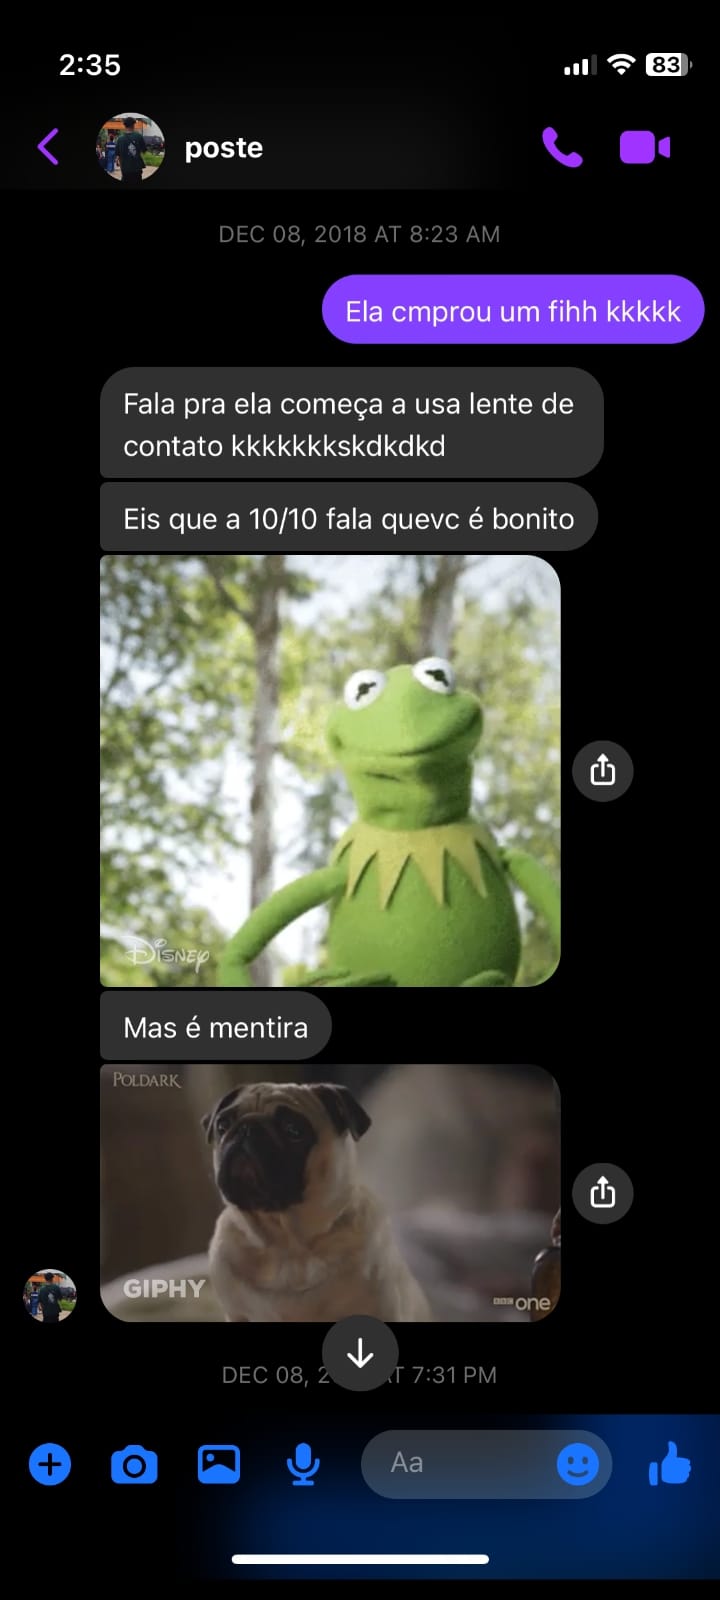 2:35
83
poste
DEC 08, 2018 AT 8:23 AM
Ela cmprou um fihh kkkkk
Fala pra ela começa a usa lente de
contato kkkkkkkskdkdkd
Eis que a 10/10 fala quevc é bonito
Disney
Mas é mentira
POLDARK
GIPHY
BBC one
DEC 08, 2 AT 7:31 PM
Aa